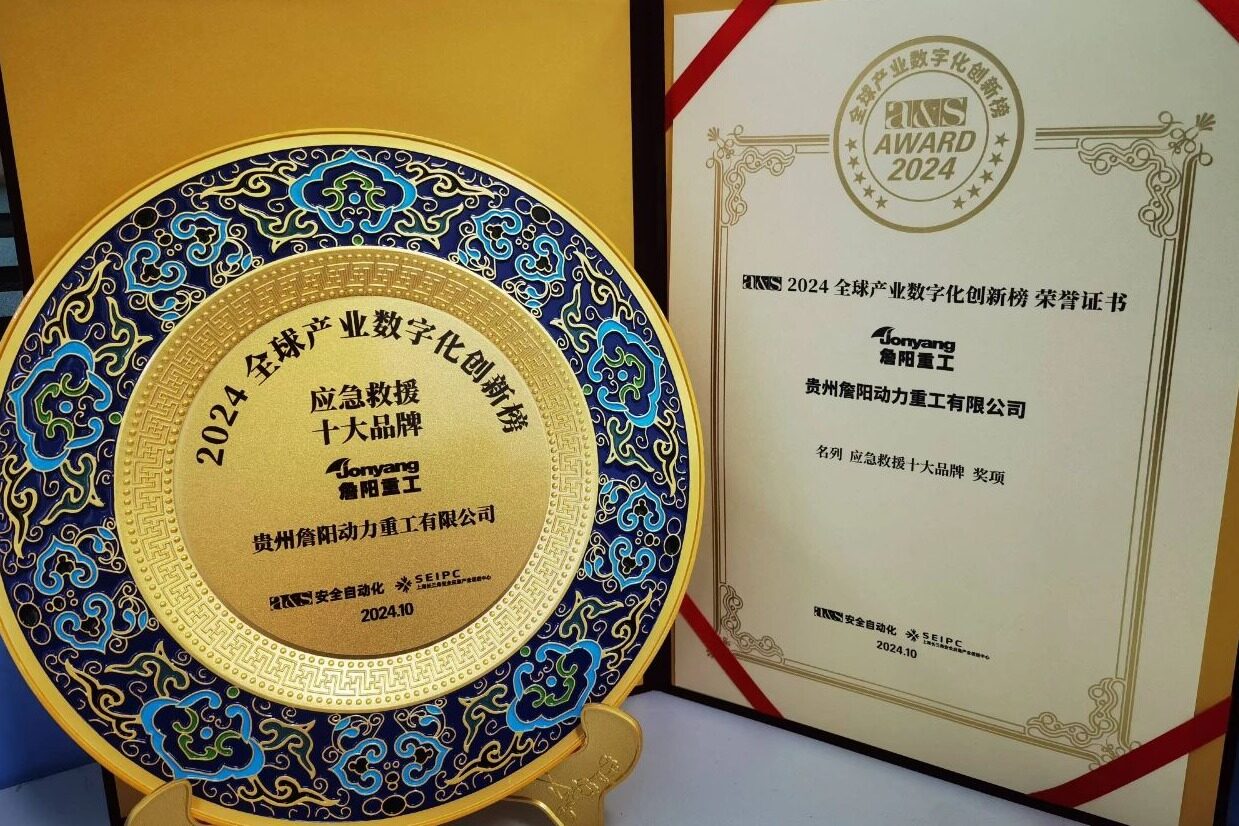 2024 全球产业数字化创新榜
应急救援
十大品牌
Jonyang
詹阳重工
贵州詹阳动力重工有限公司
a&s 安全自动化 SEIPC
2024.10
全球产业数字化创新榜
a&s
AWARD
2024
a&s 2024 全球产业数字化创新榜 荣誉证书
Jonyang
詹阳重工
贵州詹阳动力重工有限公司
名列 应急救援十大品牌 奖项
a&s 安全自动化 SEIPC
2024.10